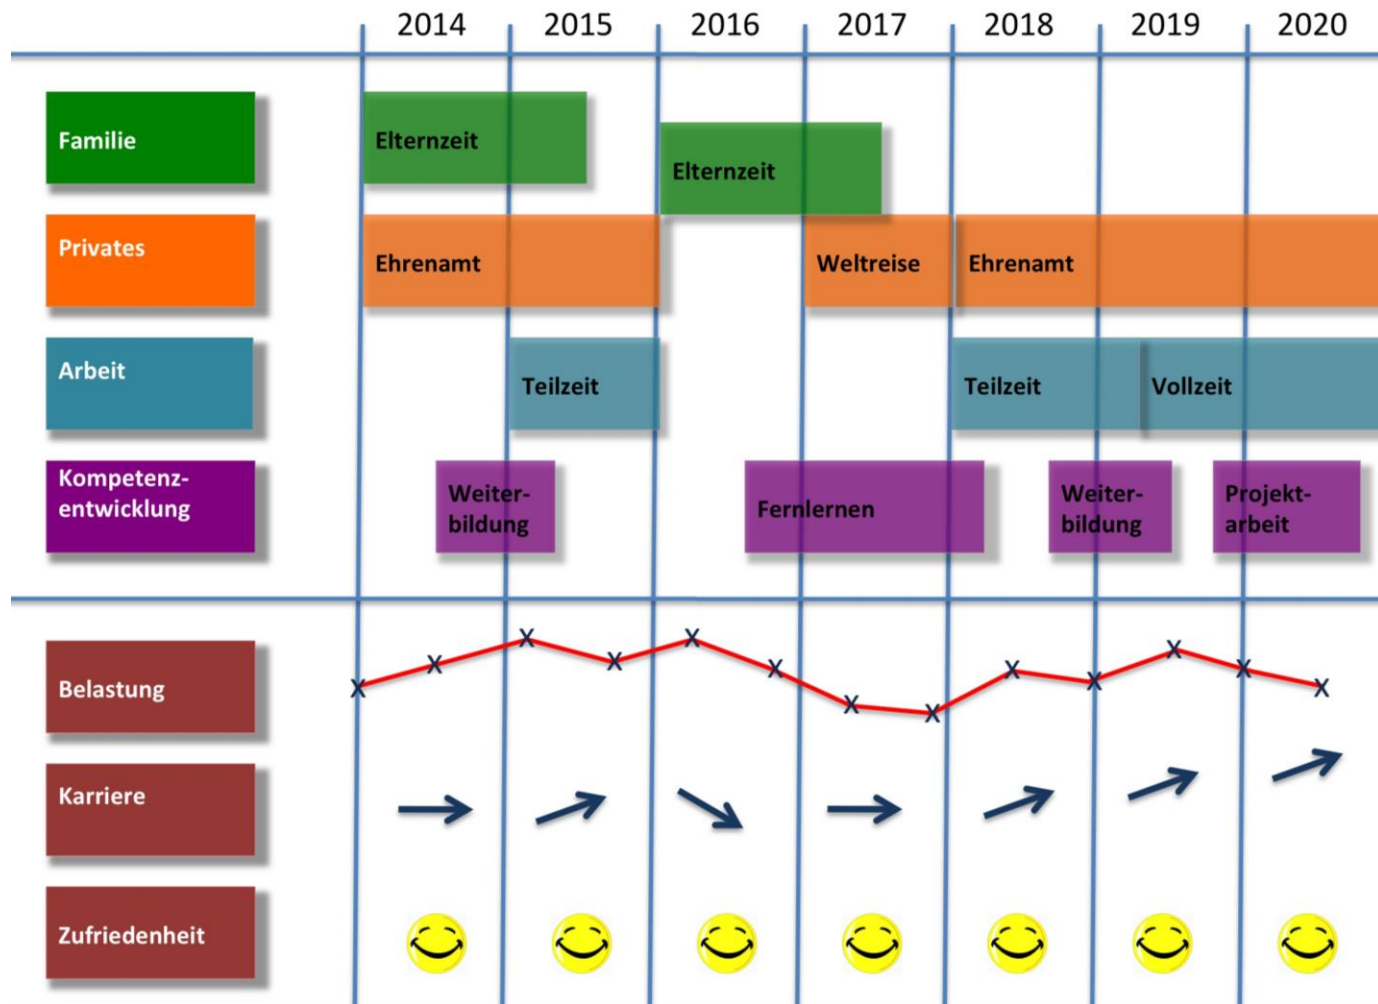 2014 2015 2016 2017 2018 2019 2020
Familie
Elternzeit
Elternzeit
Privates
Ehrenamt
Weltreise
Ehrenamt
Arbeit
Teilzeit
Teilzeit
Vollzeit
Kompetenz-
entwicklung
Weiter-
bildung
Fernlernen
Weiter-
bildung
Projekt-
arbeit
Belastung
Karriere
Zufriedenheit